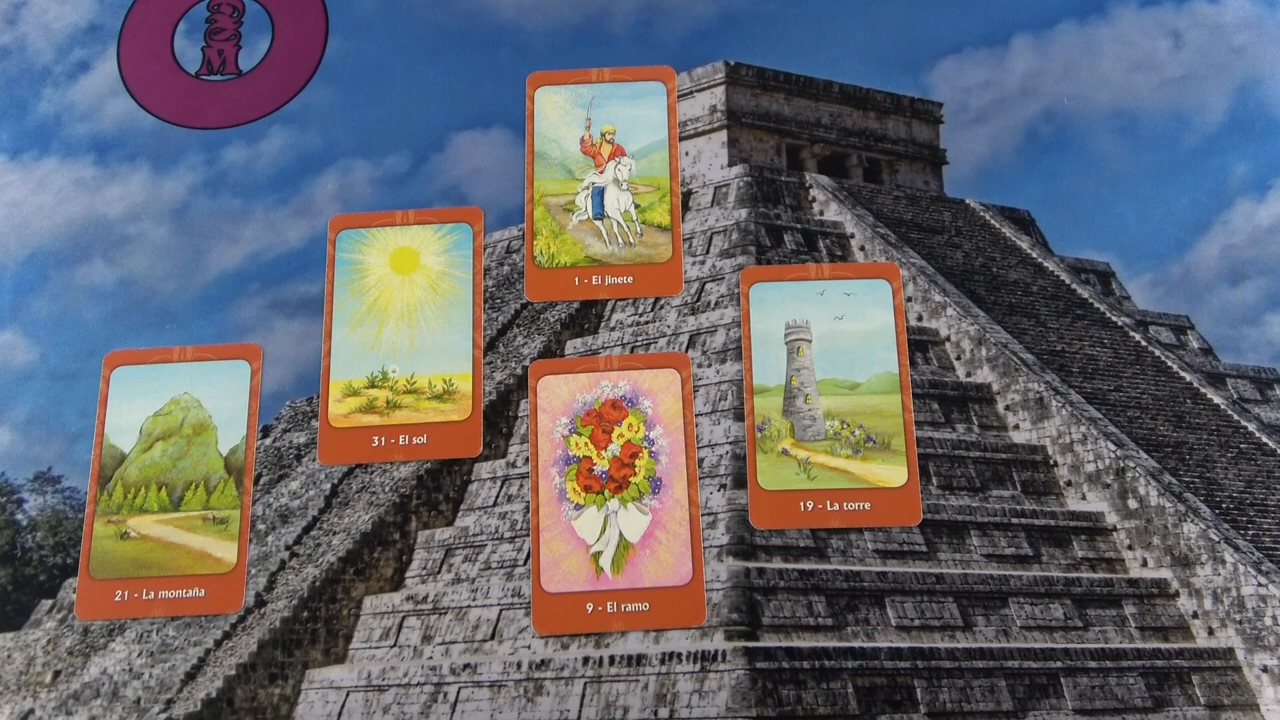 1 - El jinete
31 - El sol
19 - La torre
21 - La montaña
9 - El ramo